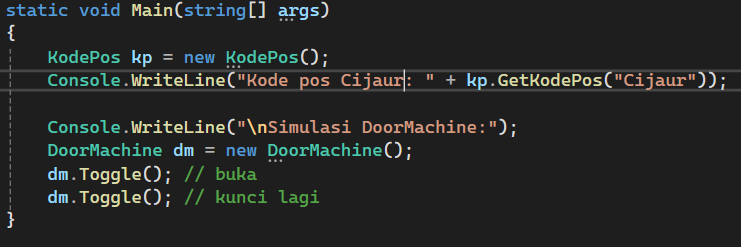 static void Main(string[] args)
{
KodePos kp = new KodePos();
Console.WriteLine("Kode pos Cijaur: " + kp.GetKodePos("Cijaur"));
Console.WriteLine("\nSimulasi DoorMachine:");
DoorMachine dm = new DoorMachine();
dm.Toggle(); // buka
dm.Toggle(); // kunci lagi
}